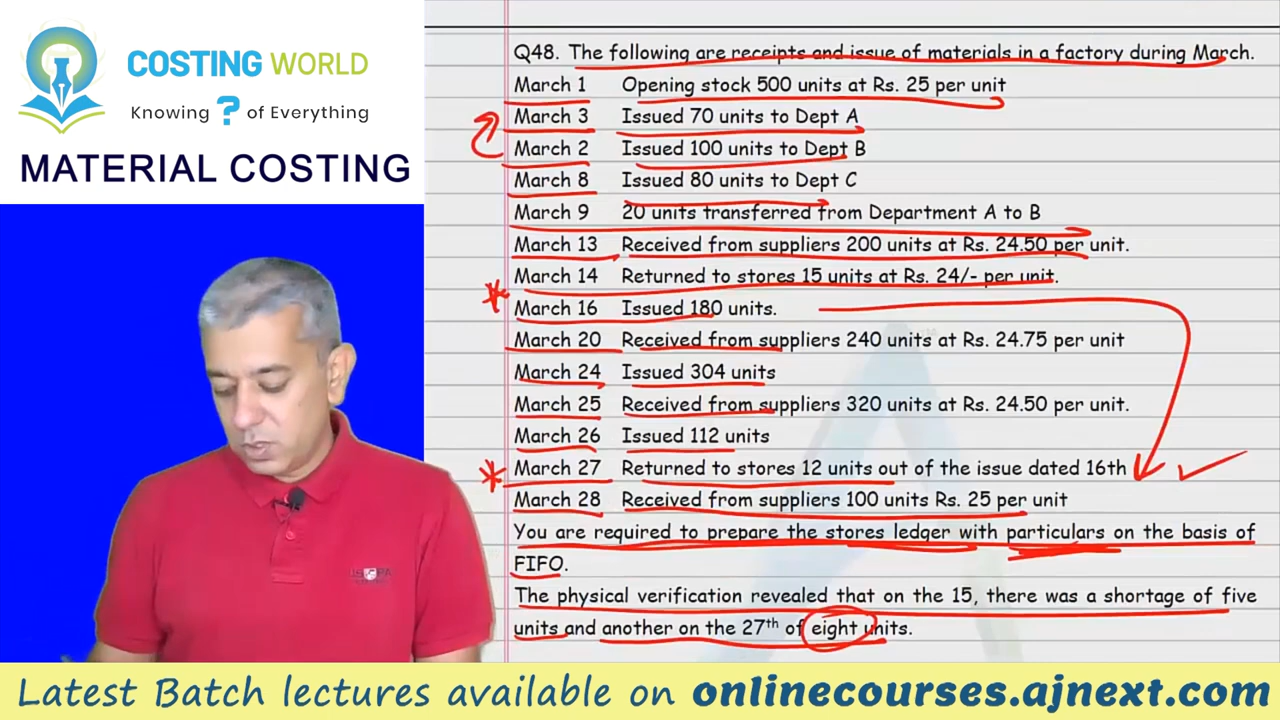 COSTING WORLD
Knowing ? of Everything
MATERIAL COSTING
Q48. The following are receipts and issue of materials in a factory during March.
March 1 Opening stock 500 units at Rs. 25 per unit
March 3 Issued 70 units to Dept A
March 2 Issued 100 units to Dept B
March 8 Issued 80 units to Dept C
March 9 20 units transferred from Department A to B
March 13 Received from suppliers 200 units at Rs. 24.50 per unit.
March 14 Returned to stores 15 units at Rs. 24/- per unit.
March 16 Issued 180 units.
March 20 Received from suppliers 240 units at Rs. 24.75 per unit
March 24 Issued 304 units
March 25 Received from suppliers 320 units at Rs. 24.50 per unit.
March 26 Issued 112 units
March 27 Returned to stores 12 units out of the issue dated 16th
March 28 Received from suppliers 100 units Rs. 25 per unit
You are required to prepare the stores ledger with particulars on the basis of
FIFO.
The physical verification revealed that on the 15, there was a shortage of five
units and another on the 27th of eight units.
Latest Batch lectures available on onlinecourses.ajnext.com